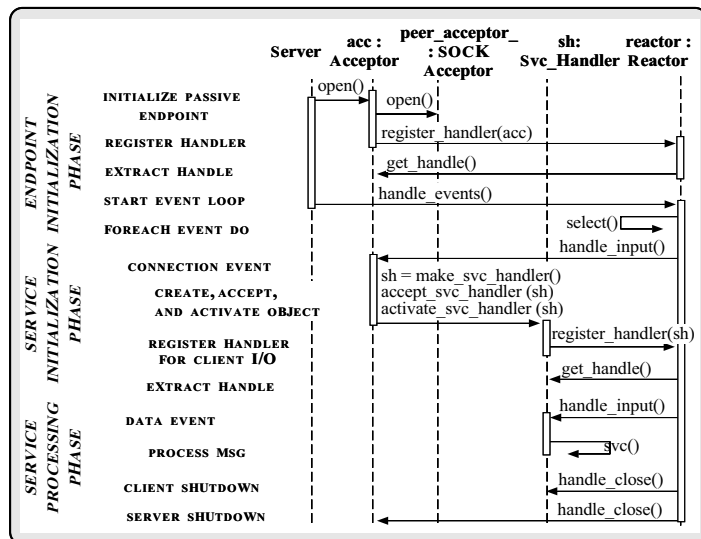 Server
acc :
Acceptor
peer_acceptor_
: SOCK
Acceptor
sh:
Svc_Handler
reactor :
Reactor
ENDPOINT
INITIALIZATION
PHASE
INITIALIZE PASSIVE
ENDPOINT
open()
open()
REGISTER HANDLER
register_handler(acc)
EXTRACT HANDLE
get_handle()
START EVENT LOOP
handle_events()
FOREACH EVENT DO
select()
SERVICE
INITIALIZATION
PHASE
handle_input()
CONNECTION EVENT
CREATE, ACCEPT,
AND ACTIVATE OBJECT
sh = make_svc_handler()
accept_svc_handler (sh)
activate_svc_handler (sh)
REGISTER HANDLER
FOR CLIENT I/O
register_handler(sh)
EXTRACT HANDLE
get_handle()
SERVICE
PROCESSING
PHASE
DATA EVENT
handle_input()
PROCESS MSG
svc()
CLIENT SHUTDOWN
handle_close()
SERVER SHUTDOWN
handle_close()